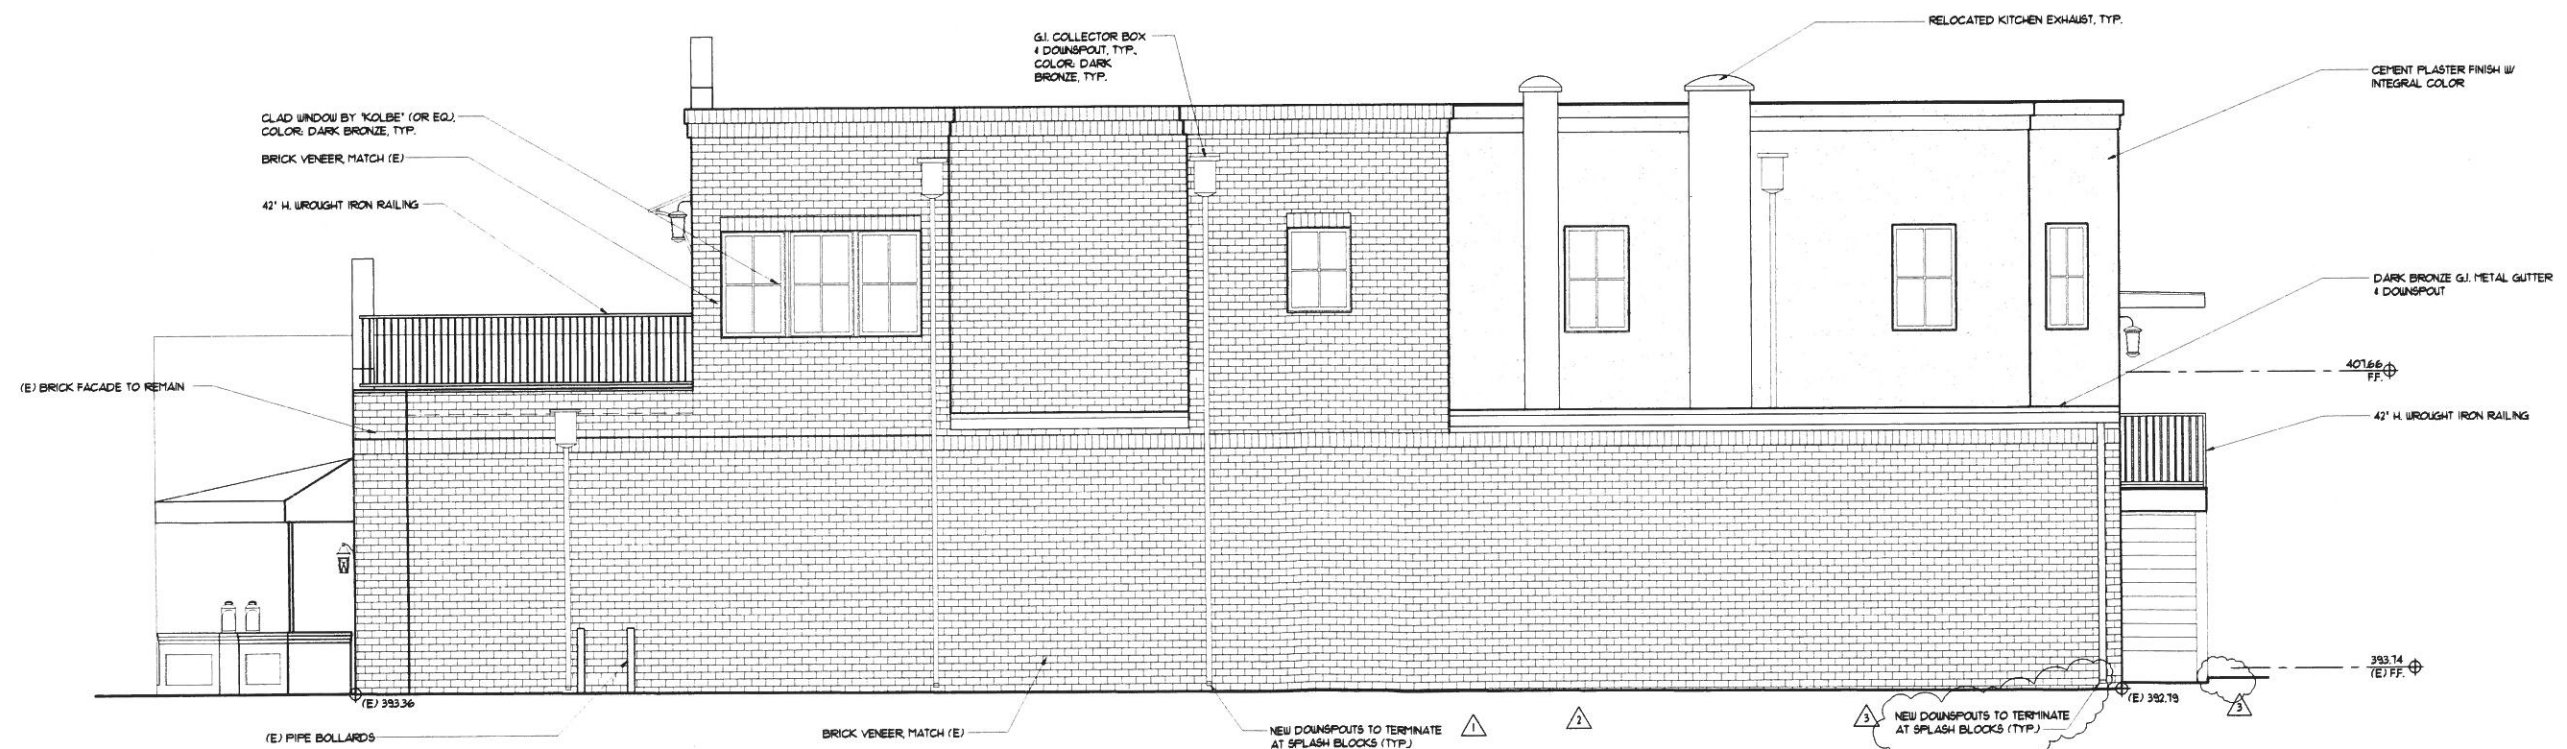 RELOCATED KITCHEN EXHAUST, TYP.
G.I. COLLECTOR BOX
& DOWNSPOUT, TYP.,
COLOR: DARK
BRONZE, TYP.
CEMENT PLASTER FINISH W/
INTEGRAL COLOR
CLAD WINDOW BY "KOLBE" (OR EQ.),
COLOR: DARK BRONZE, TYP.
BRICK VENEER, MATCH (E)
42" H. WROUGHT IRON RAILING
DARK BRONZE G.I. METAL GUTTER
& DOWNSPOUT
407.66
F.F.
(E) BRICK FACADE TO REMAIN
42" H. WROUGHT IRON RAILING
393.74
(E) F.F.
(E) 393.36
(E) 392.79
(E) PIPE BOLLARDS
BRICK VENEER, MATCH (E)
NEW DOWNSPOUTS TO TERMINATE
AT SPLASH BLOCKS (TYP.)
1
2
3
NEW DOWNSPOUTS TO TERMINATE
AT SPLASH BLOCKS (TYP.)
3